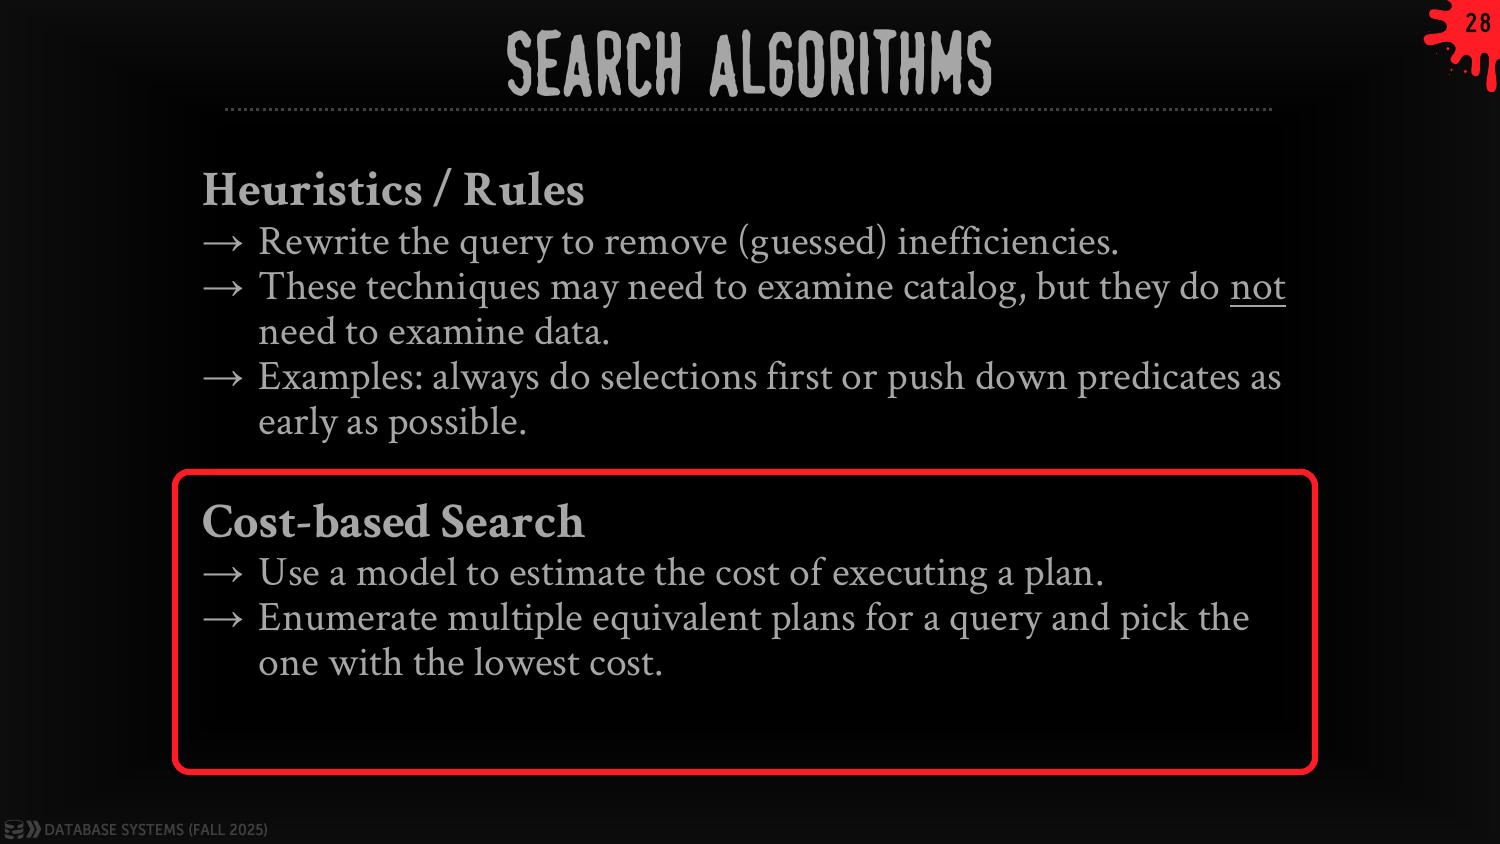 28
SEARCH ALGORITHMS
Heuristics / Rules
→ Rewrite the query to remove (guessed) inefficiencies.
→ These techniques may need to examine catalog, but they do not
need to examine data.
→ Examples: always do selections first or push down predicates as
early as possible.
Cost-based Search
→ Use a model to estimate the cost of executing a plan.
→ Enumerate multiple equivalent plans for a query and pick the
one with the lowest cost.
DATABASE SYSTEMS (FALL 2025)